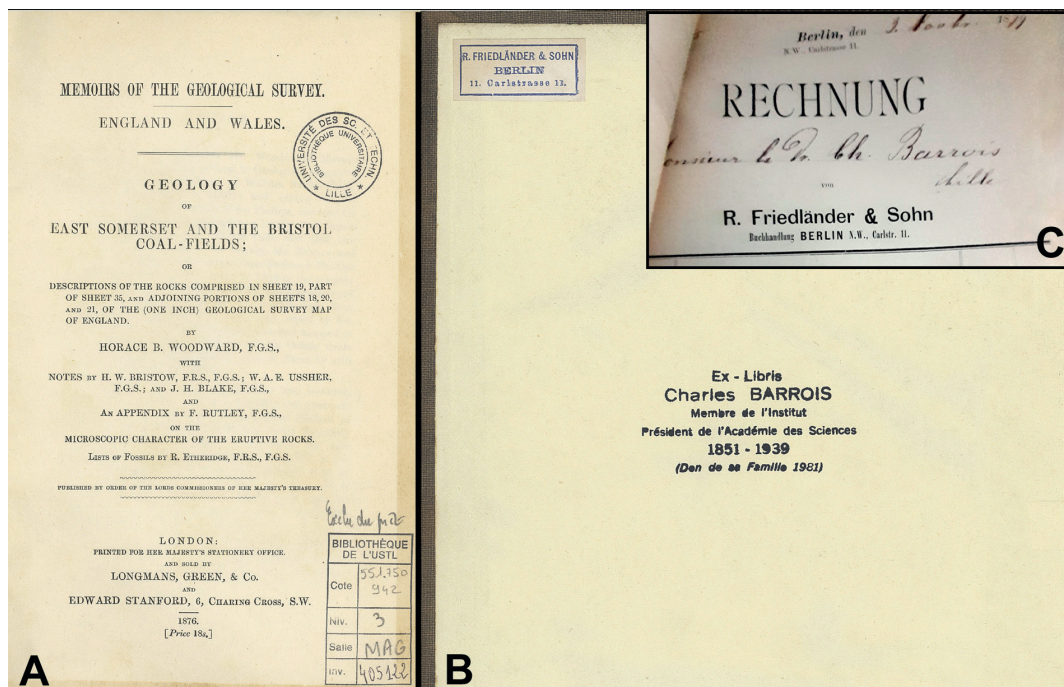 MEMOIRS OF THE GEOLOGICAL SURVEY.
ENGLAND AND WALES.
UNIVERSITÉ DES SC. ET TECHN.
BIBLIOTHÈQUE UNIVERSITAIRE
* LILLE *
GEOLOGY
OF
EAST SOMERSET AND THE BRISTOL
COAL-FIELDS;
OR
DESCRIPTIONS OF THE ROCKS COMPRISED IN SHEET 19, PART
OF SHEET 35, AND ADJOINING PORTIONS OF SHEETS 18, 20,
AND 21, OF THE (ONE INCH) GEOLOGICAL SURVEY MAP
OF ENGLAND.
BY
HORACE B. WOODWARD, F.G.S.,
WITH
NOTES BY H. W. BRISTOW, F.R.S., F.G.S.; W. A. E. USSHER,
F.G.S.; AND J. H. BLAKE, F.G.S.,
AND
AN APPENDIX BY F. RUTLEY, F.G.S.,
ON THE
MICROSCOPIC CHARACTER OF THE ERUPTIVE ROCKS.
LISTS OF FOSSILS BY R. ETHERIDGE, F.R.S., F.G.S.
PUBLISHED BY ORDER OF THE LORDS COMMISSIONERS OF HER MAJESTY'S TREASURY.
LONDON:
PRINTED FOR HER MAJESTY'S STATIONERY OFFICE.
AND SOLD BY
LONGMANS, GREEN, & Co.
AND
EDWARD STANFORD, 6, CHARING CROSS, S.W.
1876.
[Price 18s.]
Exclu du prêt
BIBLIOTHÈQUE
DE L'USTL
Cote 551.750
942
Niv. 3
Salle MAG
Inv. 405122
A
R. FRIEDLÄNDER & SOHN
BERLIN
11. Carlstrasse 11.
Ex - Libris
Charles BARROIS
Membre de l'Institut
Président de l'Académie des Sciences
1851 - 1939
(Don de sa Famille 1981)
B
Berlin, den
N.W., Carlstrasse 11.
RECHNUNG
onsieur le Dr. Ch. Barrois
Lille
von
R. Friedländer & Sohn
Buchhandlung BERLIN N.W., Carlstr. 11.
C